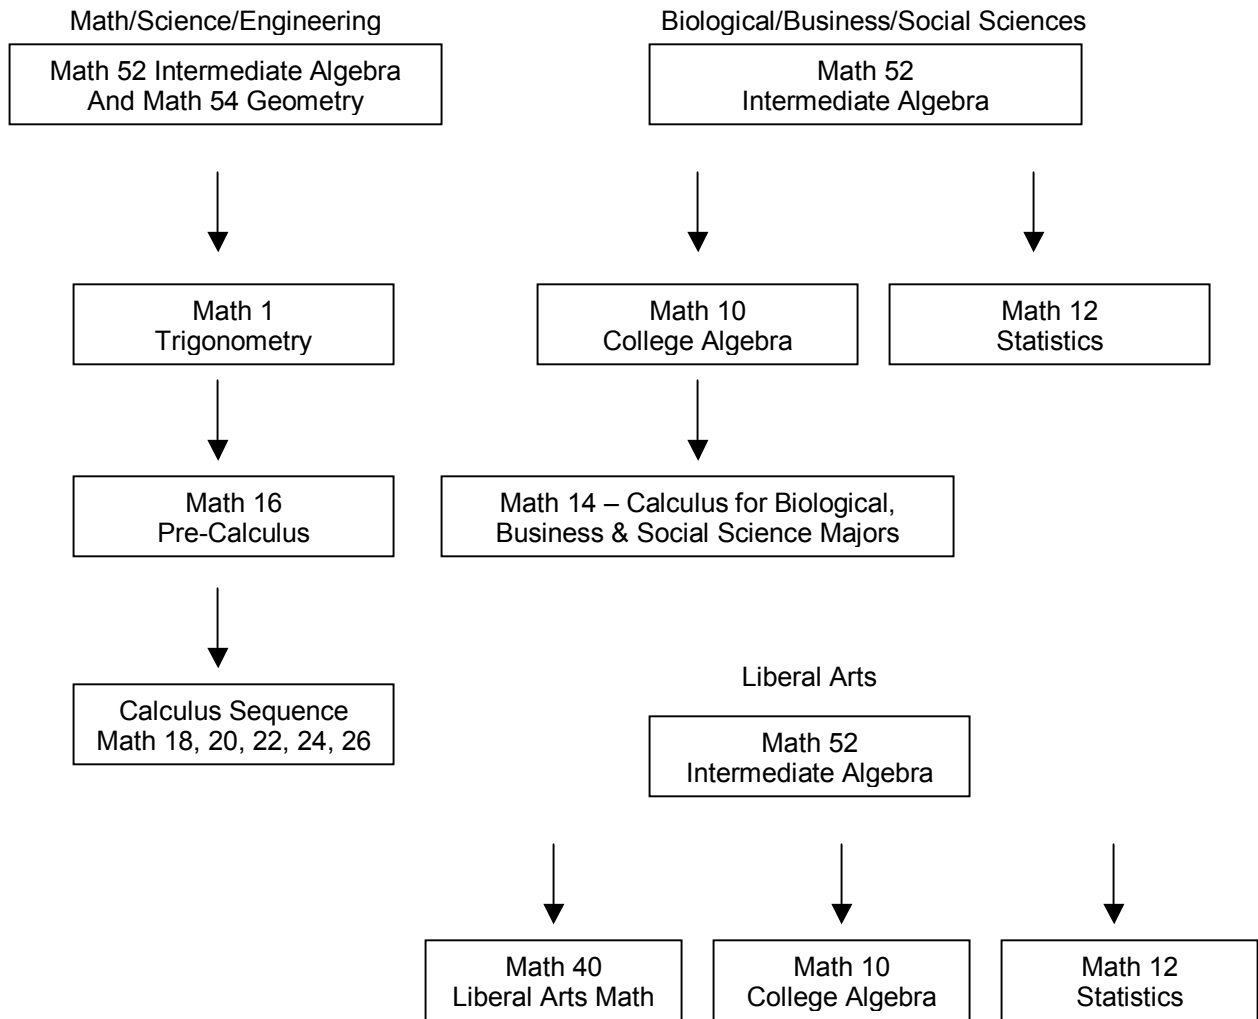 Math/Science/Engineering
Math 52 Intermediate Algebra
And Math 54 Geometry
Math 1
Trigonometry
Math 16
Pre-Calculus
Calculus Sequence
Math 18, 20, 22, 24, 26
Biological/Business/Social Sciences
Math 52
Intermediate Algebra
Math 10
College Algebra
Math 12
Statistics
Math 14 – Calculus for Biological,
Business & Social Science Majors
Liberal Arts
Math 52
Intermediate Algebra
Math 40
Liberal Arts Math
Math 10
College Algebra
Math 12
Statistics